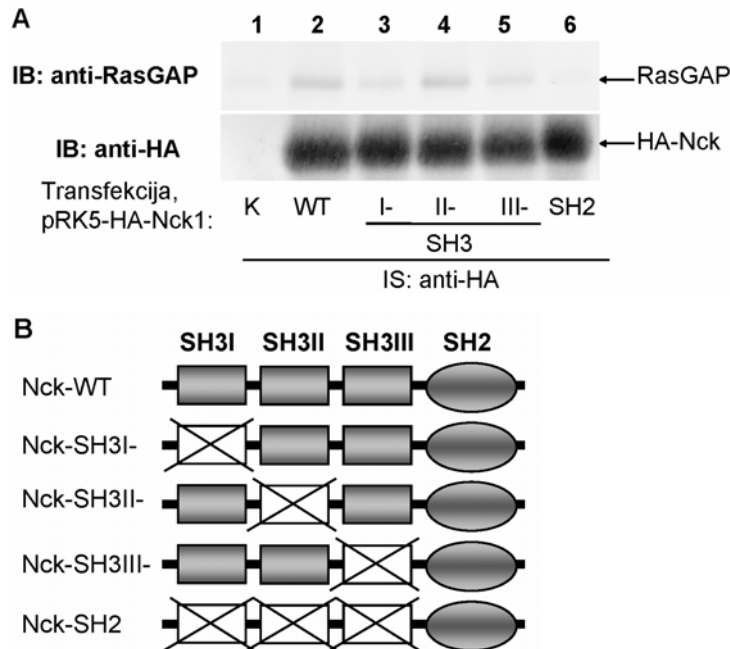 A
1 2 3 4 5 6
IB: anti-RasGAP
RasGAP
IB: anti-HA
HA-Nck
Transfekcija,
pRK5-HA-Nck1:
K WT I- II- III- SH2
SH3
IS: anti-HA
B
SH3I SH3II SH3III SH2
Nck-WT
Nck-SH3I-
Nck-SH3II-
Nck-SH3III-
Nck-SH2